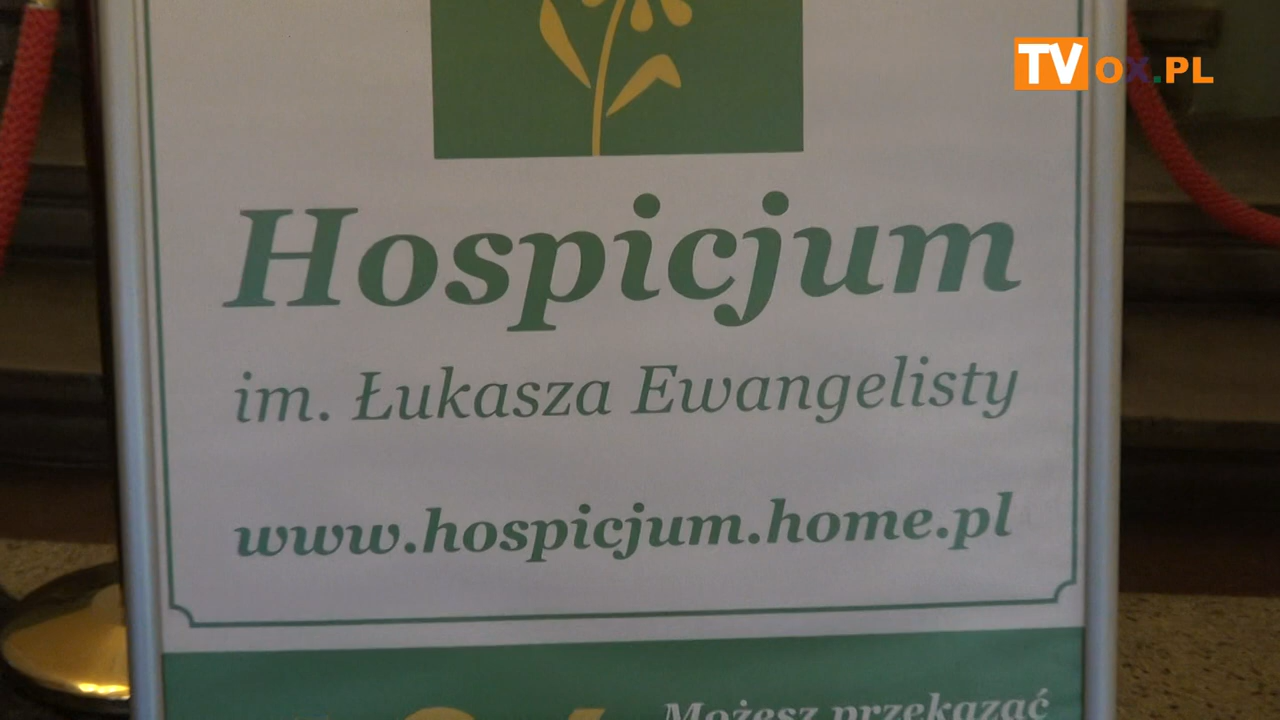 TVOX.PL
Hospicjum
im. Łukasza Ewangelisty
www.hospicjum.home.pl
Możesz przekazać